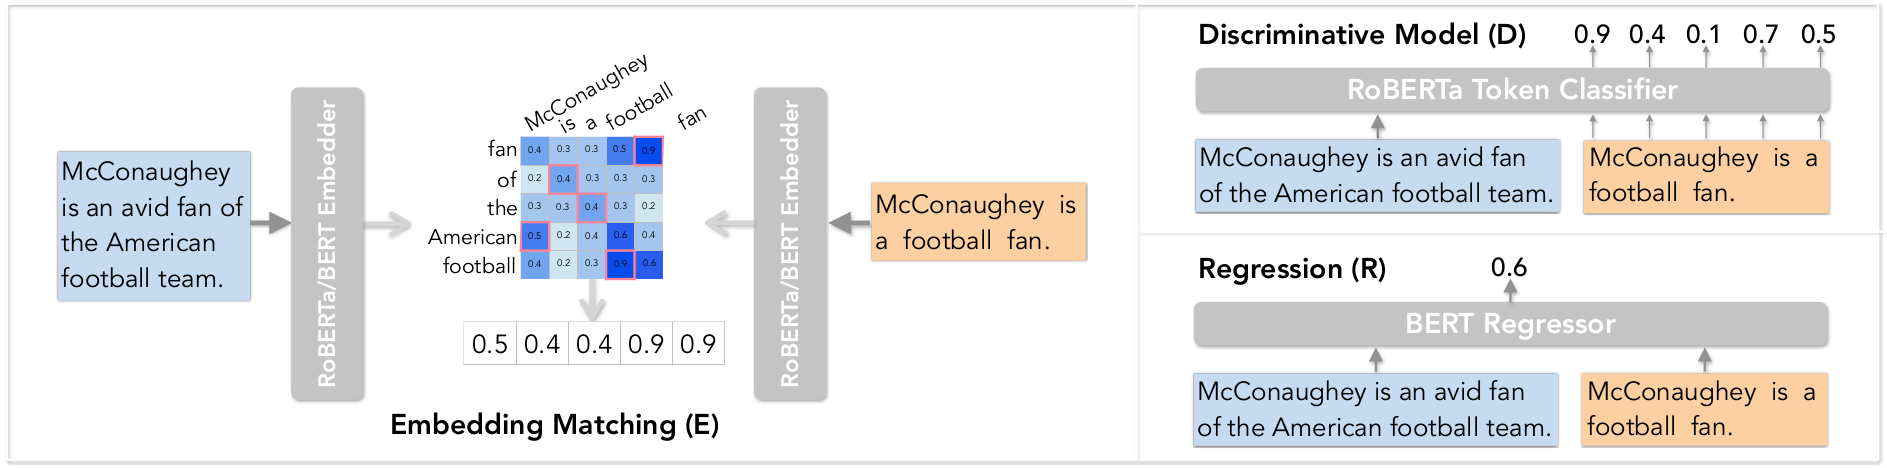 McConaughey
is an avid fan of
the American
football team.
RoBERTa/BERT Embedder
McConaughey is a football fan
fan 0.4 0.3 0.3 0.5 0.9
of 0.2 0.4 0.3 0.3 0.3
the 0.3 0.3 0.4 0.3 0.2
American 0.5 0.2 0.4 0.6 0.4
football 0.4 0.2 0.3 0.9 0.6
0.5 0.4 0.4 0.9 0.9
RoBERTa/BERT Embedder
McConaughey is
a football fan.
Embedding Matching (E)
Discriminative Model (D)
0.9 0.4 0.1 0.7 0.5
RoBERTa Token Classifier
McConaughey is an avid fan
of the American football team.
McConaughey is a
football fan.
Regression (R)
0.6
BERT Regressor
McConaughey is an avid fan
of the American football team.
McConaughey is a
football fan.